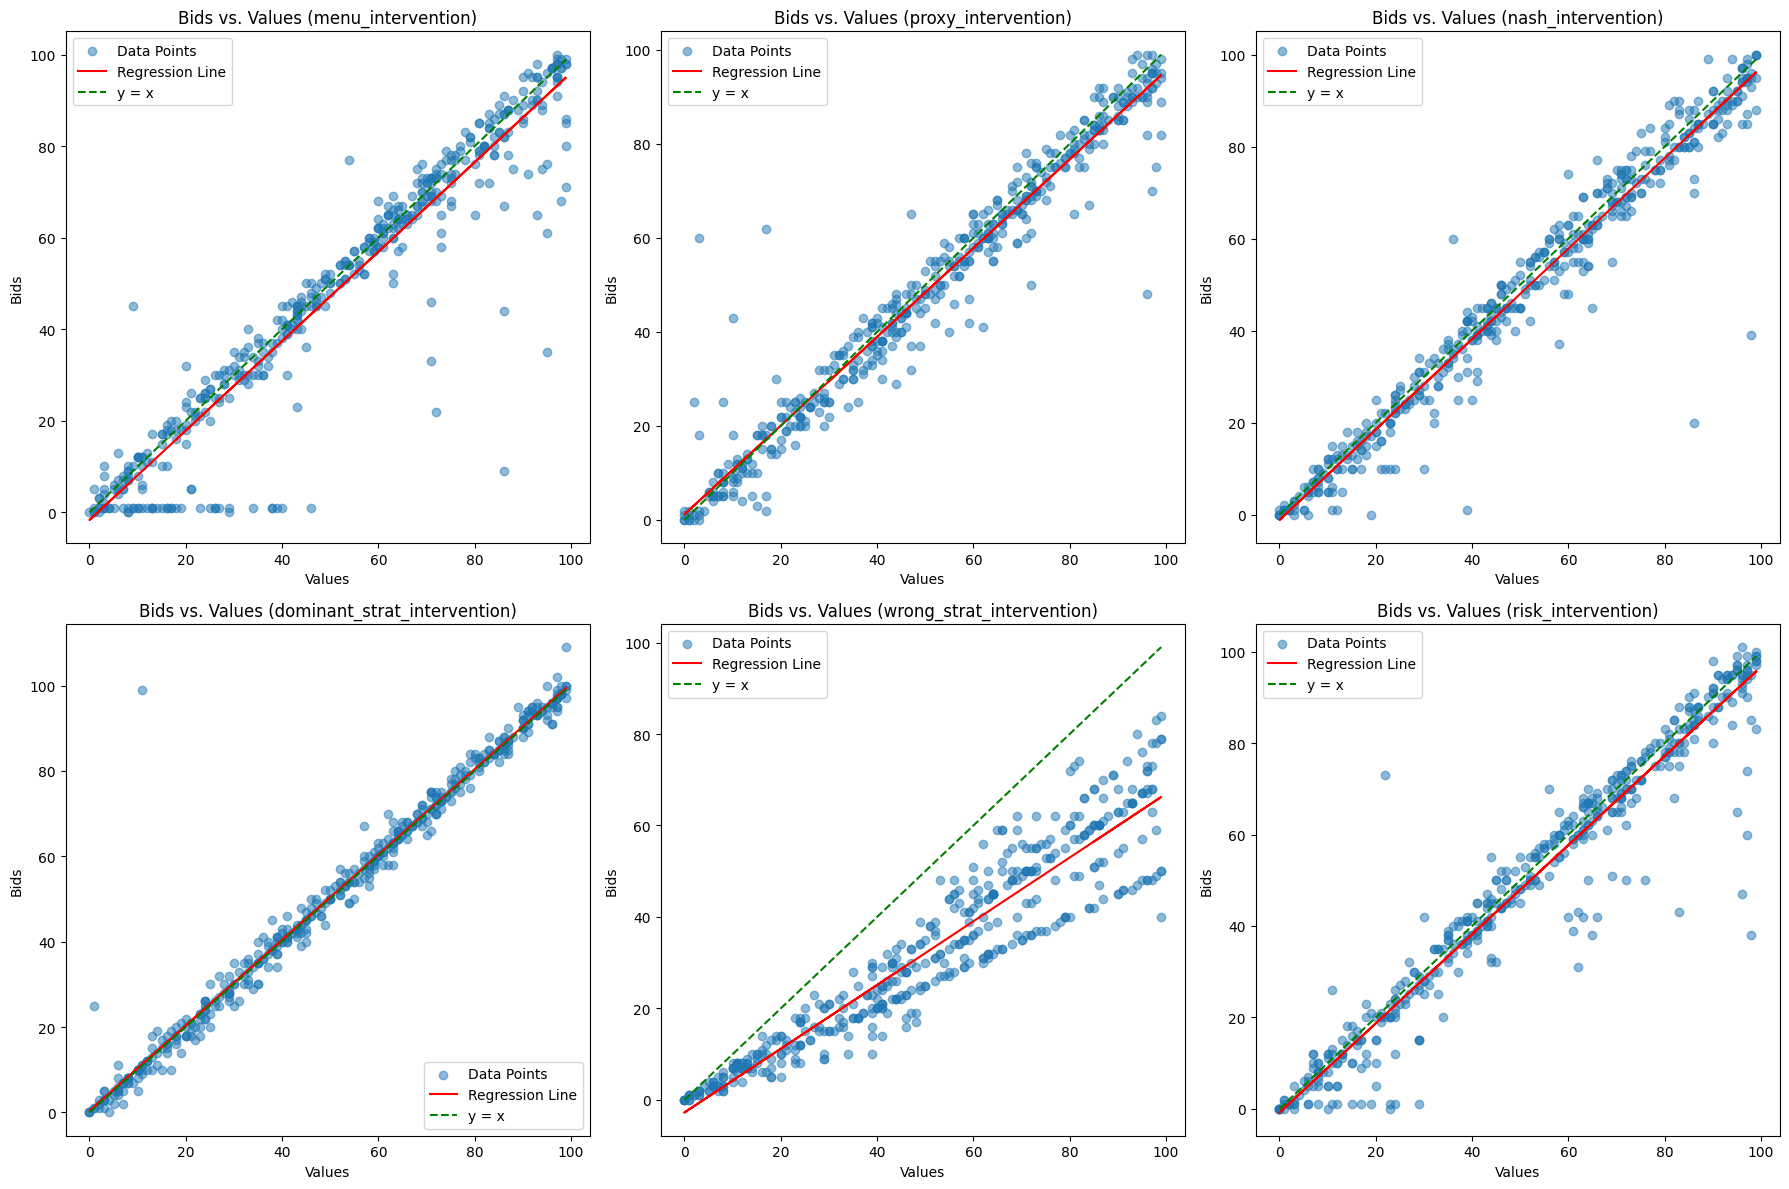 Bids vs. Values (menu_intervention)
Data Points
Regression Line
y = x
100
80
60
40
20
0
Bids
0 20 40 60 80 100
Values
Bids vs. Values (proxy_intervention)
Data Points
Regression Line
y = x
100
80
60
40
20
0
Bids
0 20 40 60 80 100
Values
Bids vs. Values (nash_intervention)
Data Points
Regression Line
y = x
100
80
60
40
20
0
Bids
0 20 40 60 80 100
Values
Bids vs. Values (dominant_strat_intervention)
100
80
60
40
20
0
Bids
Data Points
Regression Line
y = x
0 20 40 60 80 100
Values
Bids vs. Values (wrong_strat_intervention)
Data Points
Regression Line
y = x
100
80
60
40
20
0
Bids
0 20 40 60 80 100
Values
Bids vs. Values (risk_intervention)
Data Points
Regression Line
y = x
100
80
60
40
20
0
Bids
0 20 40 60 80 100
Values